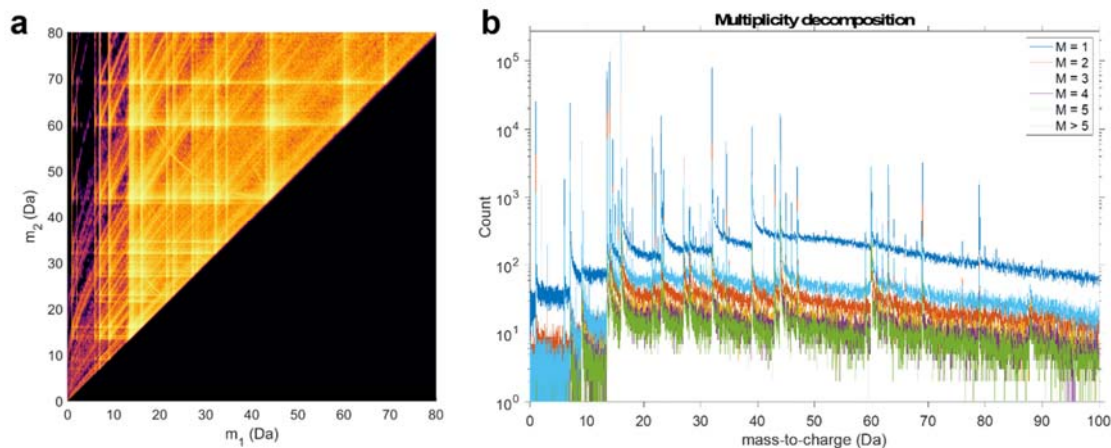 a
m2 (Da)
80
70
60
50
40
30
20
10
0
0 10 20 30 40 50 60 70 80
m1 (Da)
b
Multiplicity decomposition
Count
10^5
10^4
10^3
10^2
10^1
10^0
M = 1
M = 2
M = 3
M = 4
M = 5
M > 5
0 10 20 30 40 50 60 70 80 90 100
mass-to-charge (Da)